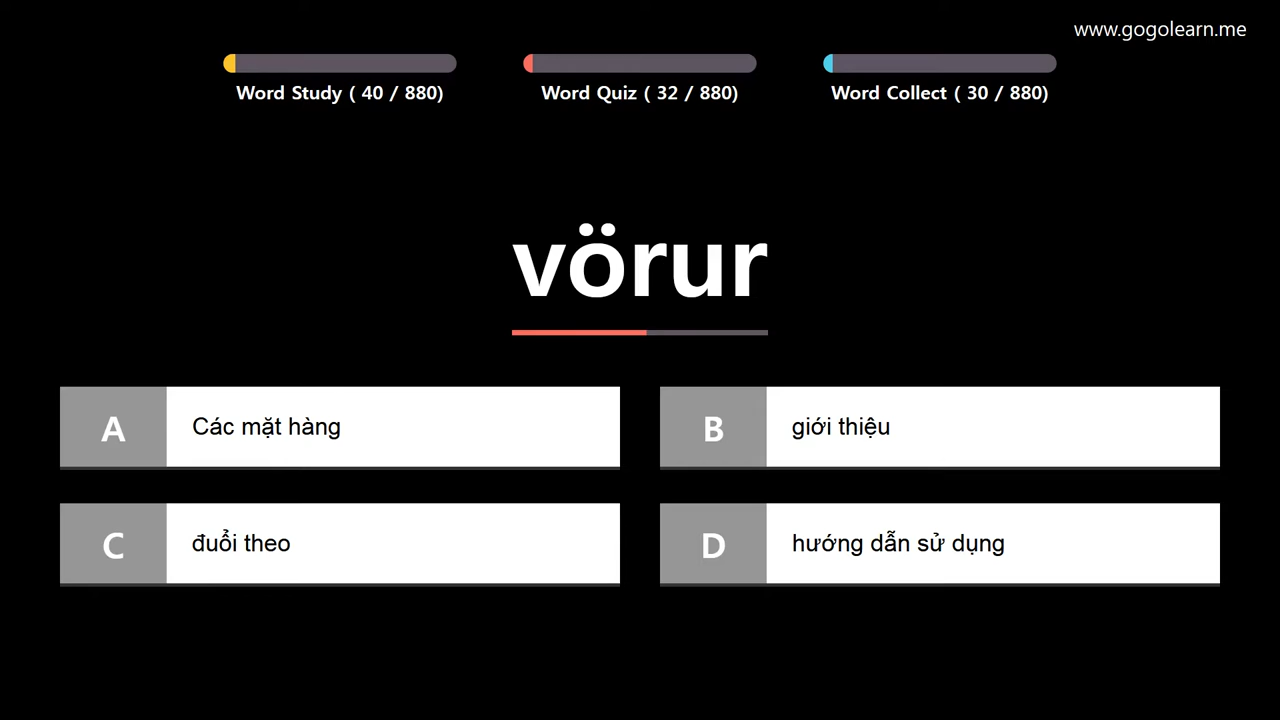 www.gogolearn.me
Word Study ( 40 / 880)
Word Quiz ( 32 / 880)
Word Collect ( 30 / 880)
vörur
A
Các mặt hàng
B
giới thiệu
C
đuổi theo
D
hướng dẫn sử dụng